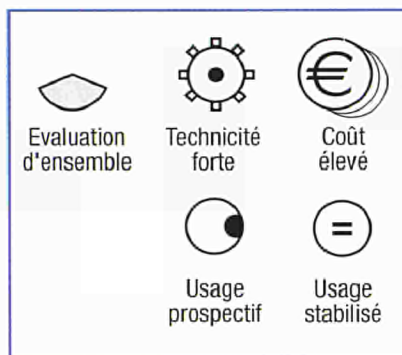 €
Evaluation
d'ensemble
Technicité
forte
Coût
élevé
=
Usage
prospectif
Usage
stabilisé